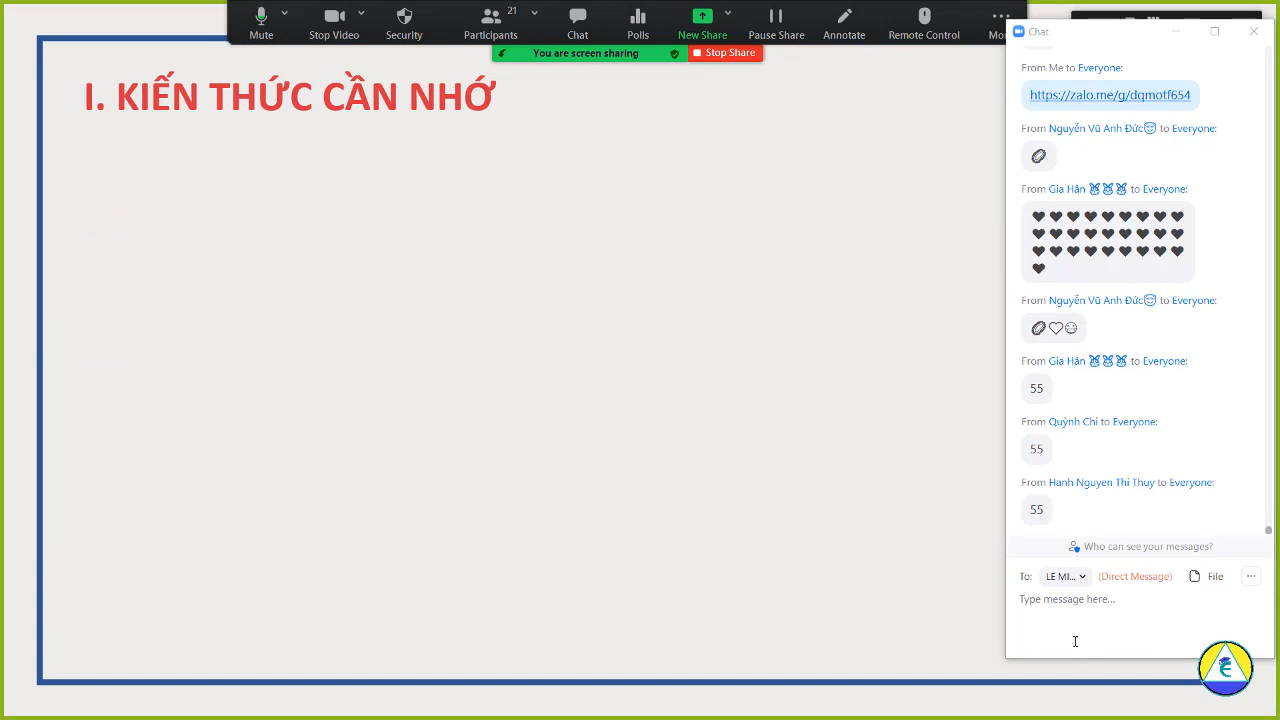 Mute
Stop Video
Security
21
Participants
Chat
Polls
New Share
Pause Share
Annotate
Remote Control
You are screen sharing
Stop Share
I. KIẾN THỨC CẦN NHỚ
Chat
From Me to Everyone:
https://zalo.me/g/dqmotf654
From Nguyễn Vũ Anh Đức😇 to Everyone:
From Gia Hân 🐰🐰🐰 to Everyone:
🖤🖤🖤🖤🖤🖤🖤🖤🖤
🖤🖤🖤🖤🖤🖤🖤🖤🖤
🖤🖤🖤🖤🖤🖤🖤🖤🖤
🖤
From Nguyễn Vũ Anh Đức😇 to Everyone:
From Gia Hân 🐰🐰🐰 to Everyone:
55
From Quỳnh Chi to Everyone:
55
From Hanh Nguyen Thi Thuy to Everyone:
55
Who can see your messages?
To: LE MI... (Direct Message) File
Type message here...